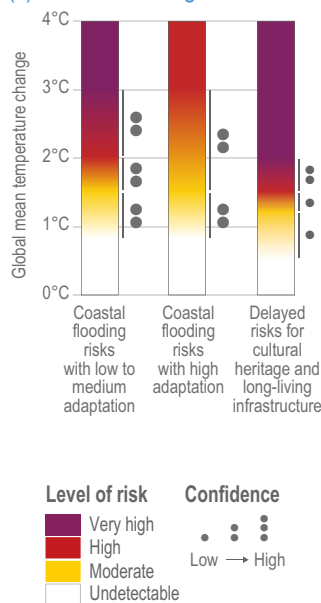 4°C
3°C
2°C
1°C
0°C
Global mean temperature change
Coastal
flooding
risks
with low to
medium
adaptation
Coastal
flooding
risks
with high
adaptation
Delayed
risks for
cultural
heritage and
long-living
infrastructure
Level of risk
Very high
High
Moderate
Undetectable
Confidence
Low → High